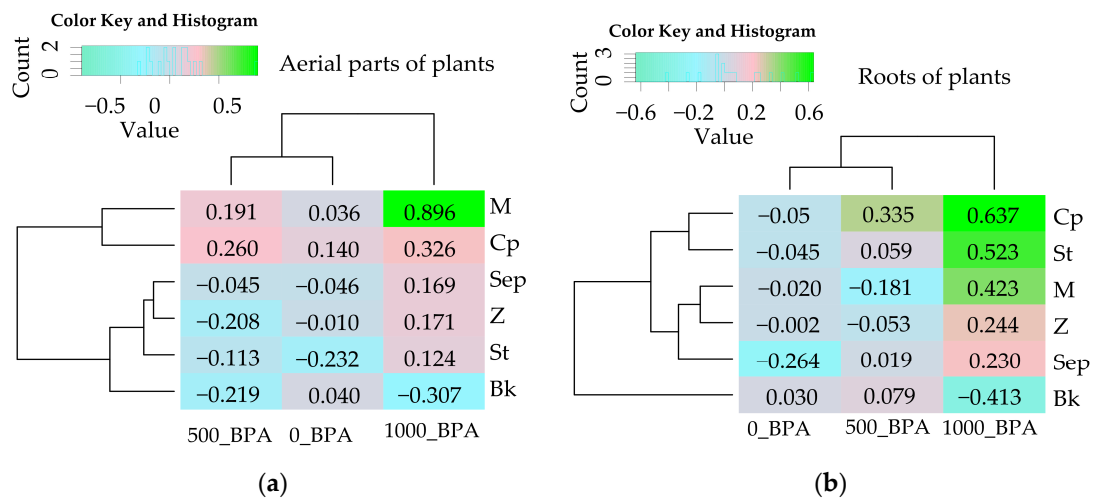 Color Key and Histogram
Count
0 2
−0.5 0 0.5
Value
Aerial parts of plants
0.191 0.036 0.896 M
0.260 0.140 0.326 Cp
−0.045 −0.046 0.169 Sep
−0.208 −0.010 0.171 Z
−0.113 −0.232 0.124 St
−0.219 0.040 −0.307 Bk
500_BPA 0_BPA 1000_BPA
(a)
Color Key and Histogram
Count
0 3
−0.6 −0.2 0.2 0.6
Value
Roots of plants
−0.05 0.335 0.637 Cp
−0.045 0.059 0.523 St
−0.020 −0.181 0.423 M
−0.002 −0.053 0.244 Z
−0.264 0.019 0.230 Sep
0.030 0.079 −0.413 Bk
0_BPA 500_BPA 1000_BPA
(b)